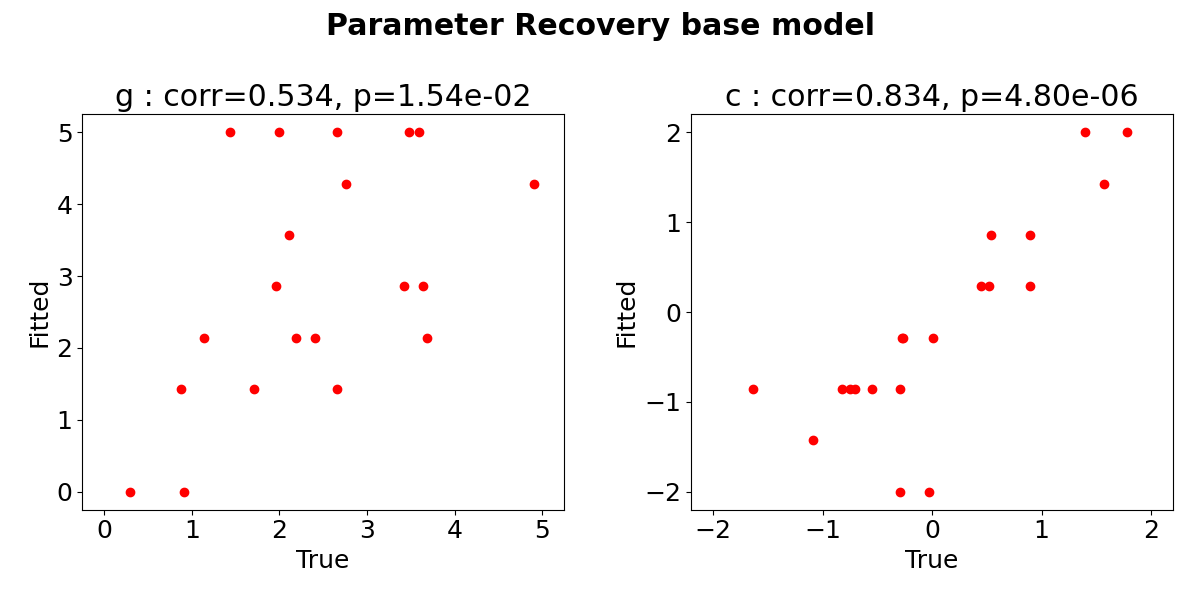 Parameter Recovery base model
g : corr=0.534, p=1.54e-02
5
4
3
2
1
0
Fitted
0 1 2 3 4 5
True
c : corr=0.834, p=4.80e-06
2
1
0
−1
−2
Fitted
−2 −1 0 1 2
True